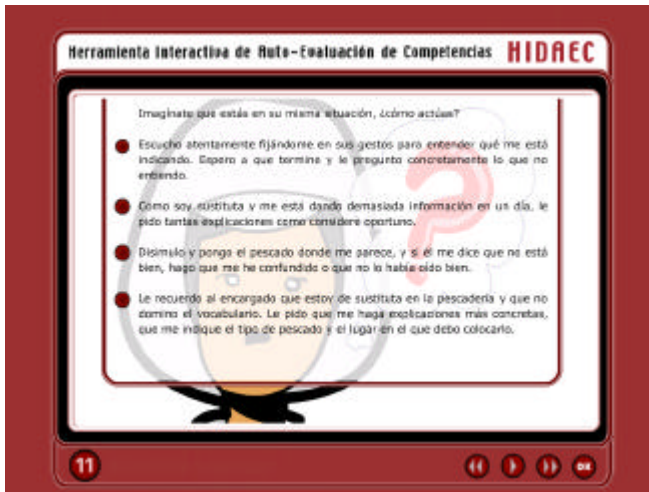 Herramienta Interactiva de Auto-Evaluación de Competencias HIDAEC
Imagínate que estás en su misma situación, ¿cómo actúas?
Escucho atentamente fijándome en sus gestos para entender qué me está
indicando. Espero a que termine y le pregunto concretamente lo que no
entiendo.
Como soy sustituta y me está dando demasiada información en un día, le
pido tantas explicaciones como considere oportuno.
Disimulo y pongo el pescado donde me parece, y si él me dice que no está
bien, hago que me he confundido o que no lo había oído bien.
Le recuerdo al encargado que estoy de sustituta en la pescadería y que no
domino el vocabulario. Le pido que me haga explicaciones más concretas,
que me indique el tipo de pescado y el lugar en el que debo colocarlo.
11
OK